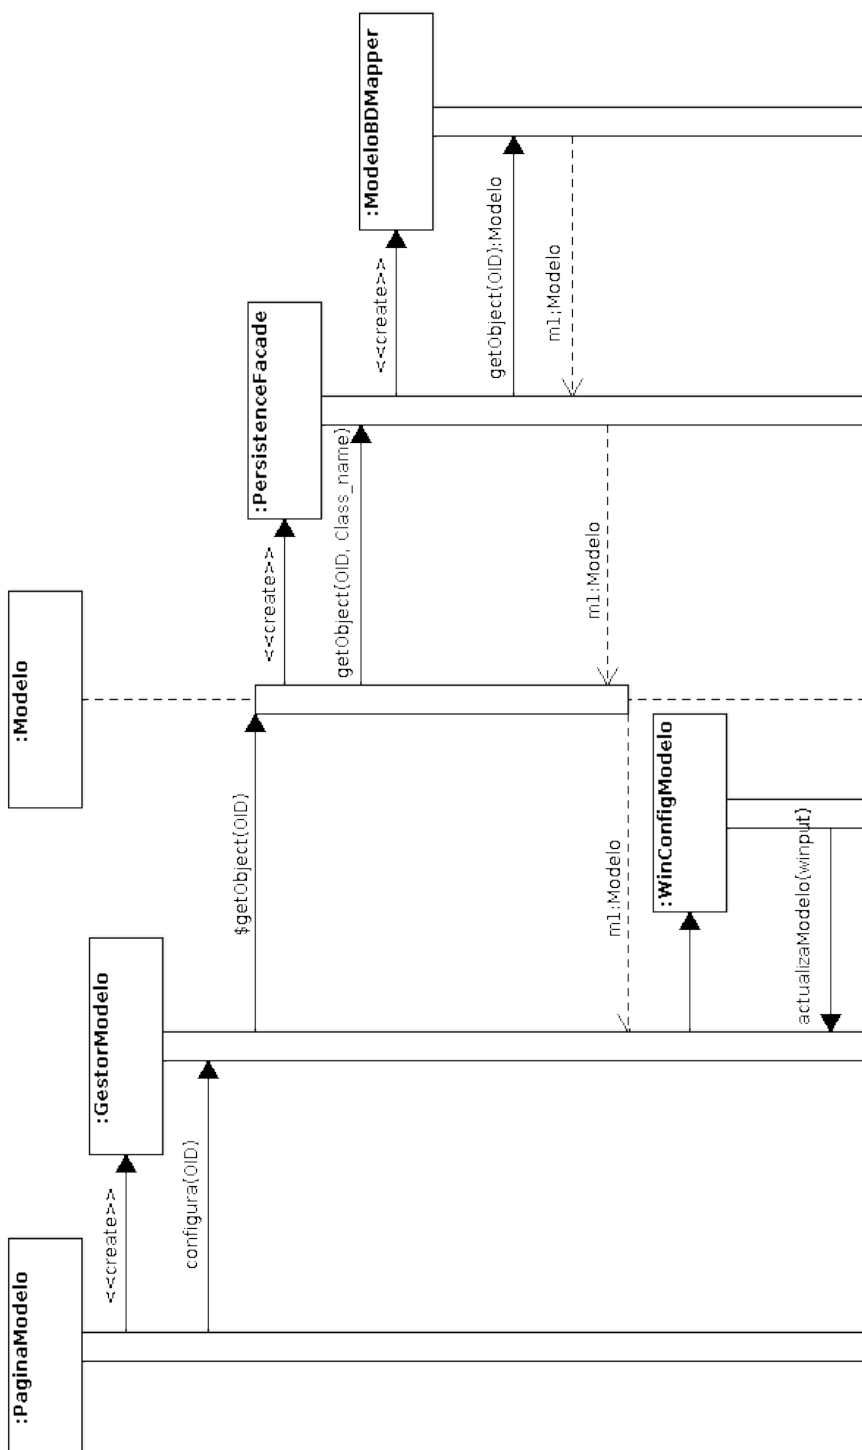 :PaginaModelo
:GestorModelo
:Modelo
:PersistenceFacade
:ModeloBDMapper
<<create>>
configura(OID)
$getObject(OID)
<<create>>
getObject(OID, Class_name)
<<create>>
getObject(OID):Modelo
m1:Modelo
m1:Modelo
m1:Modelo
:WinConfigModelo
actualizaModelo(winput)